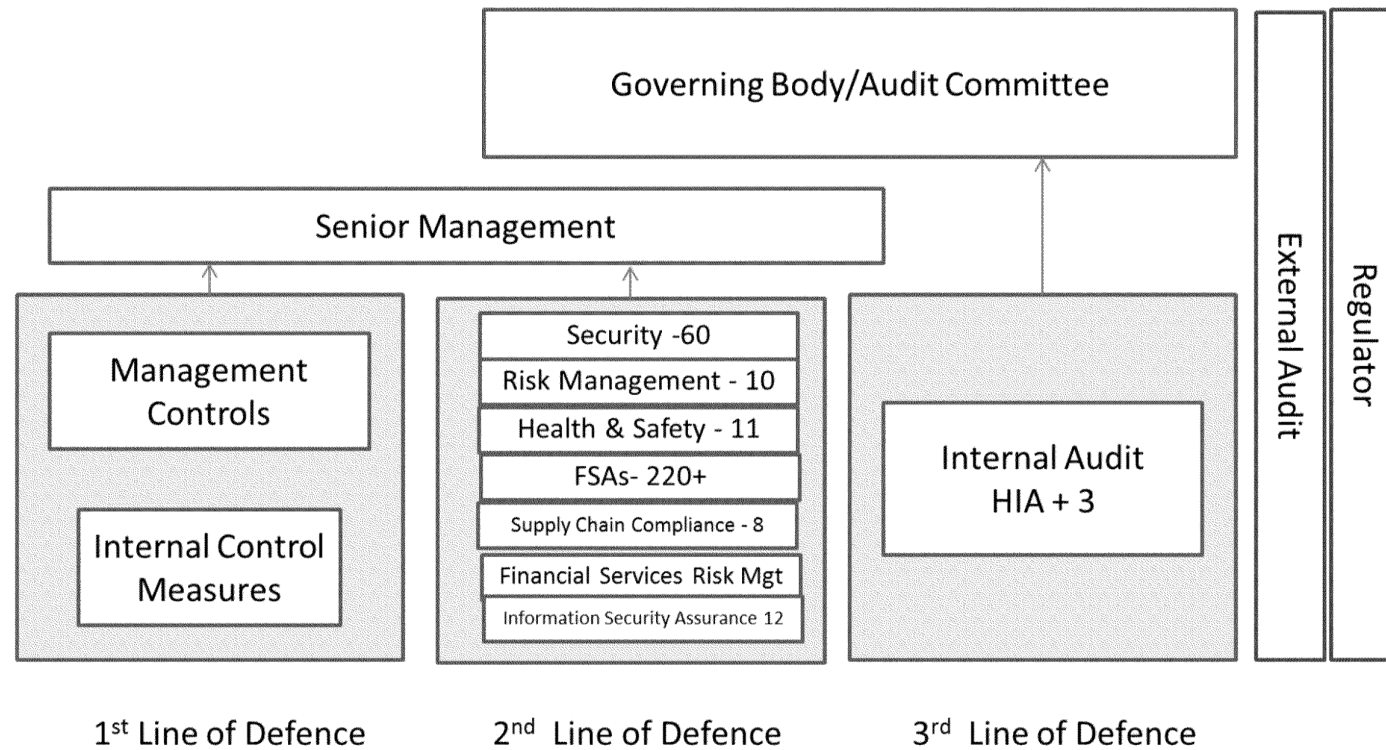 Governing Body/Audit Committee
Senior Management
Management
Controls
Internal Control
Measures
Security -60
Risk Management - 10
Health & Safety - 11
FSAs- 220+
Supply Chain Compliance - 8
Financial Services Risk Mgt
Information Security Assurance 12
Internal Audit
HIA + 3
External Audit
Regulator
1st Line of Defence
2nd Line of Defence
3rd Line of Defence